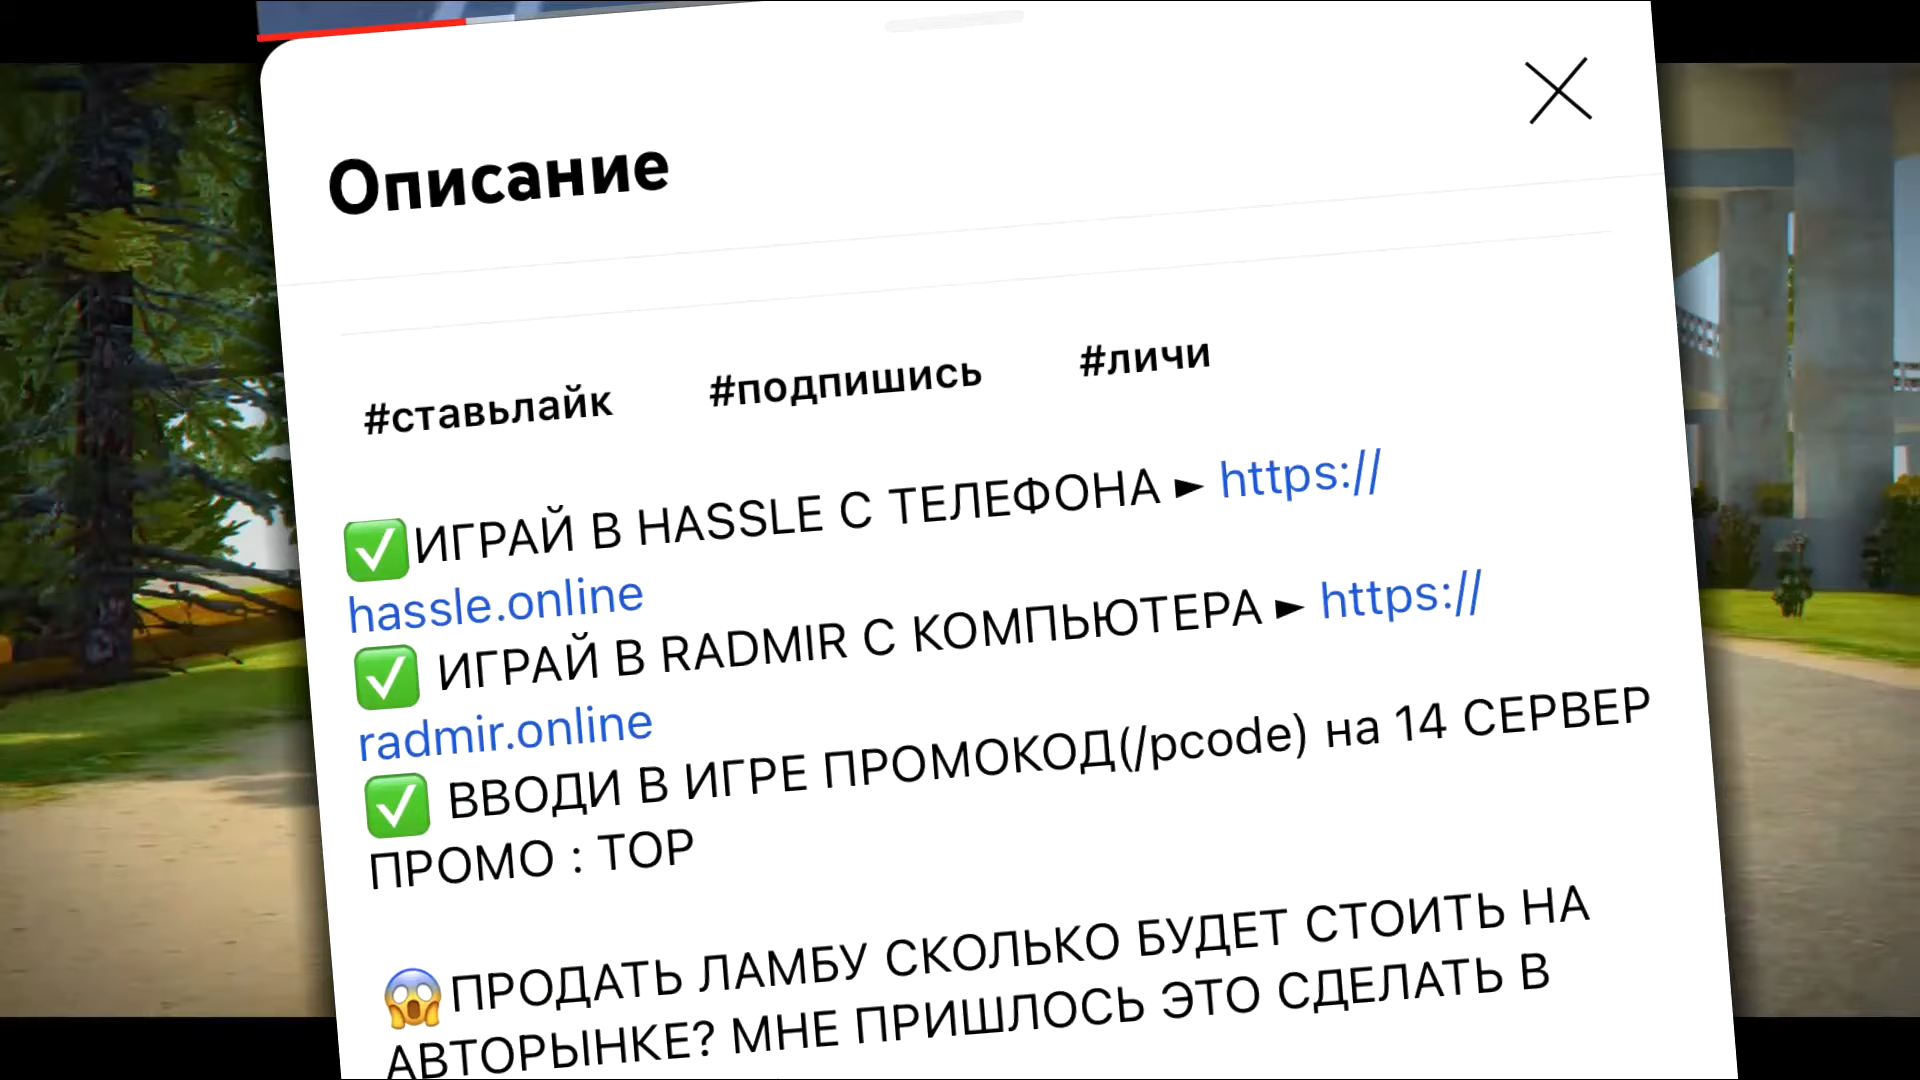 Описание
#ставьлайк #подпишись #личи
✅ИГРАЙ В HASSLE С ТЕЛЕФОНА ► https://
hassle.online
✅ ИГРАЙ В RADMIR С КОМПЬЮТЕРА ► https://
radmir.online
✅ ВВОДИ В ИГРЕ ПРОМОКОД(/pcode) на 14 СЕРВЕР
ПРОМО : TOP
😱ПРОДАТЬ ЛАМБУ СКОЛЬКО БУДЕТ СТОИТЬ НА
АВТОРЫНКЕ? МНЕ ПРИШЛОСЬ ЭТО СДЕЛАТЬ В